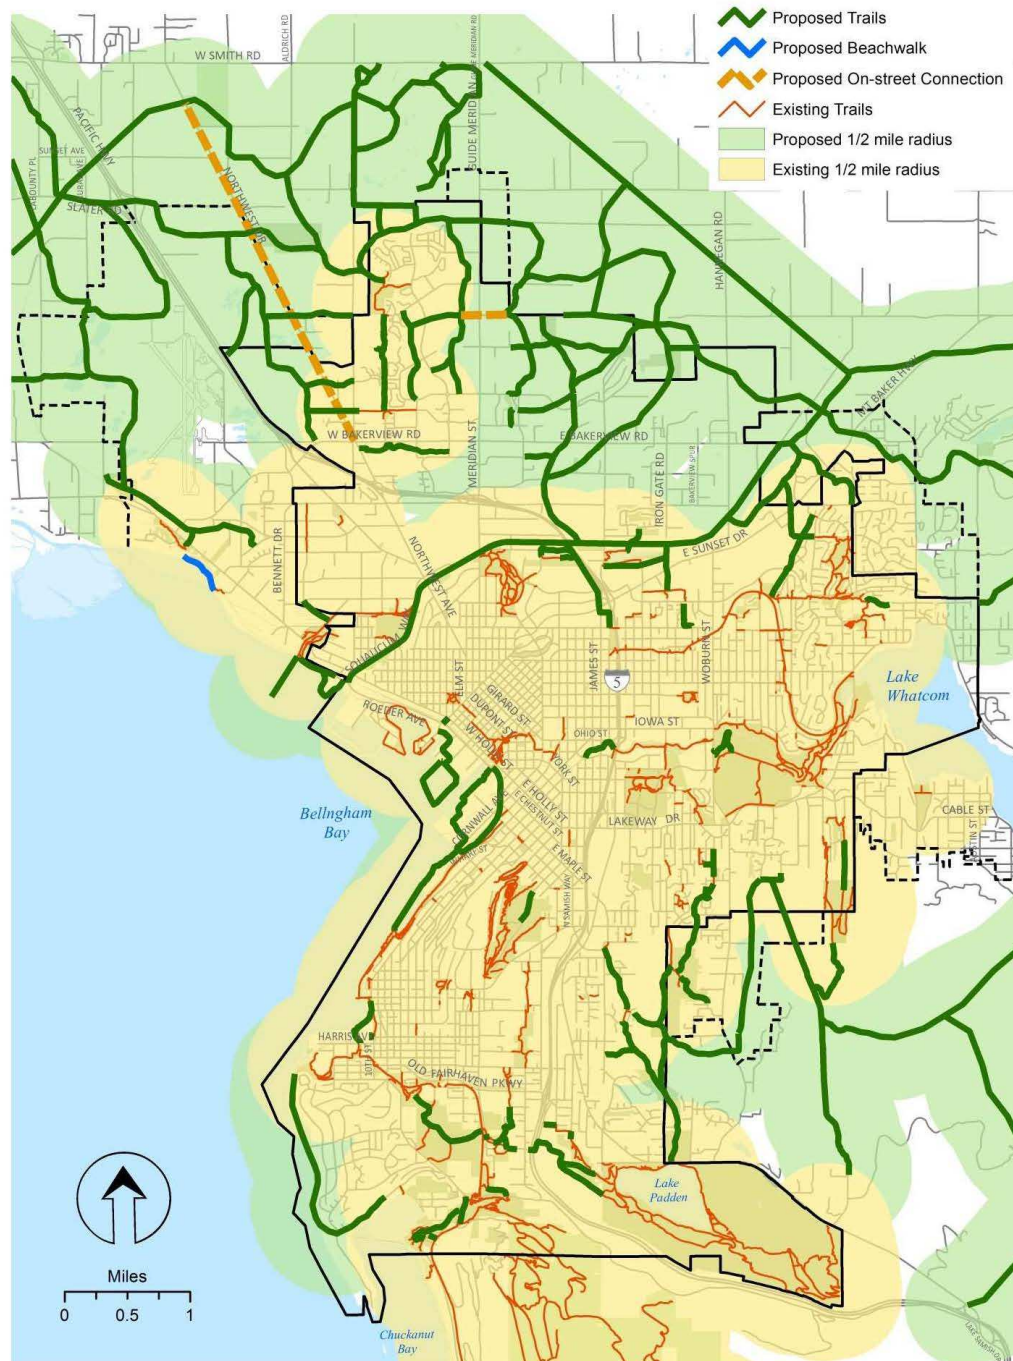 Proposed Trails
Proposed Beachwalk
Proposed On-street Connection
Existing Trails
Proposed 1/2 mile radius
Existing 1/2 mile radius
W SMITH RD
ALDRICH RD
GUIDE MERIDIAN RD
PACIFIC HWY
SUNSET AVE
LABOUNTY PL
SLATER RD
NORTHWEST DR
GUIDE MERIDIAN
HANNEGAN RD
MT BAKER HWY
W BAKERVIEW RD
MERIDIAN ST
E BAKERVIEW RD
IRON GATE RD
BAKERVIEW SPUR
E SUNSET DR
BENNETT DR
NORTHWEST AVE
SQUALICUM WAY
ELM ST
GIRARD ST
DUPONT ST
JAMES ST
WOBURN ST
5
Lake
Whatcom
ROEDER AVE
W HOLLY ST
IOWA ST
OHIO ST
YORK ST
Bellngham
Bay
E HOLLY ST
E CHESTNUT ST
CORNWALL AVE
LAKEWAY DR
CABLE ST
AUSTIN ST
E MAPLE ST
N SAMISH WAY
HARRIS AVE
10TH ST
OLD FAIRHAVEN PKWY
Lake
Padden
Miles
0 0.5 1
Chuckanut
Bay
LAKE SAMISH DR